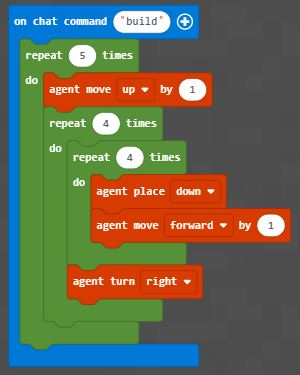 on chat command "build"
repeat 5 times
do
agent move up by 1
repeat 4 times
do
repeat 4 times
do
agent place down
agent move forward by 1
agent turn right